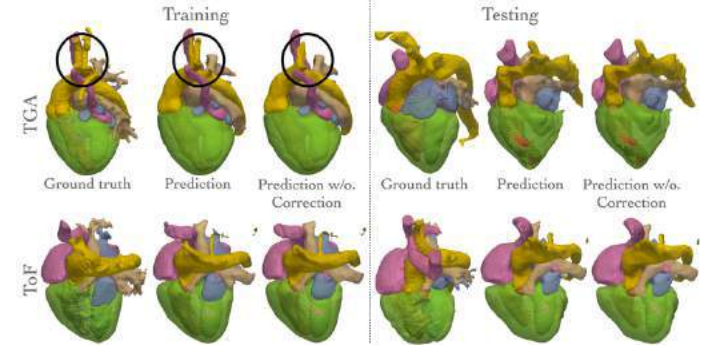 Training
Testing
TGA
Ground truth
Prediction
Prediction w/o.
Correction
Ground truth
Prediction
Prediction w/o.
Correction
ToF